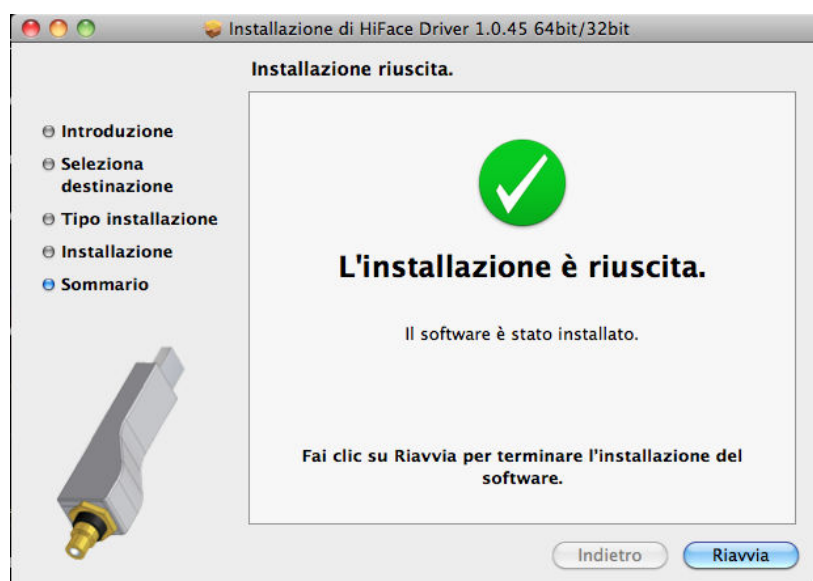 Installazione di HiFace Driver 1.0.45 64bit/32bit
Installazione riuscita.
Introduzione
Seleziona
destinazione
Tipo installazione
Installazione
Sommario
L'installazione è riuscita.
Il software è stato installato.
Fai clic su Riavvia per terminare l'installazione del
software.
Indietro
Riavvia